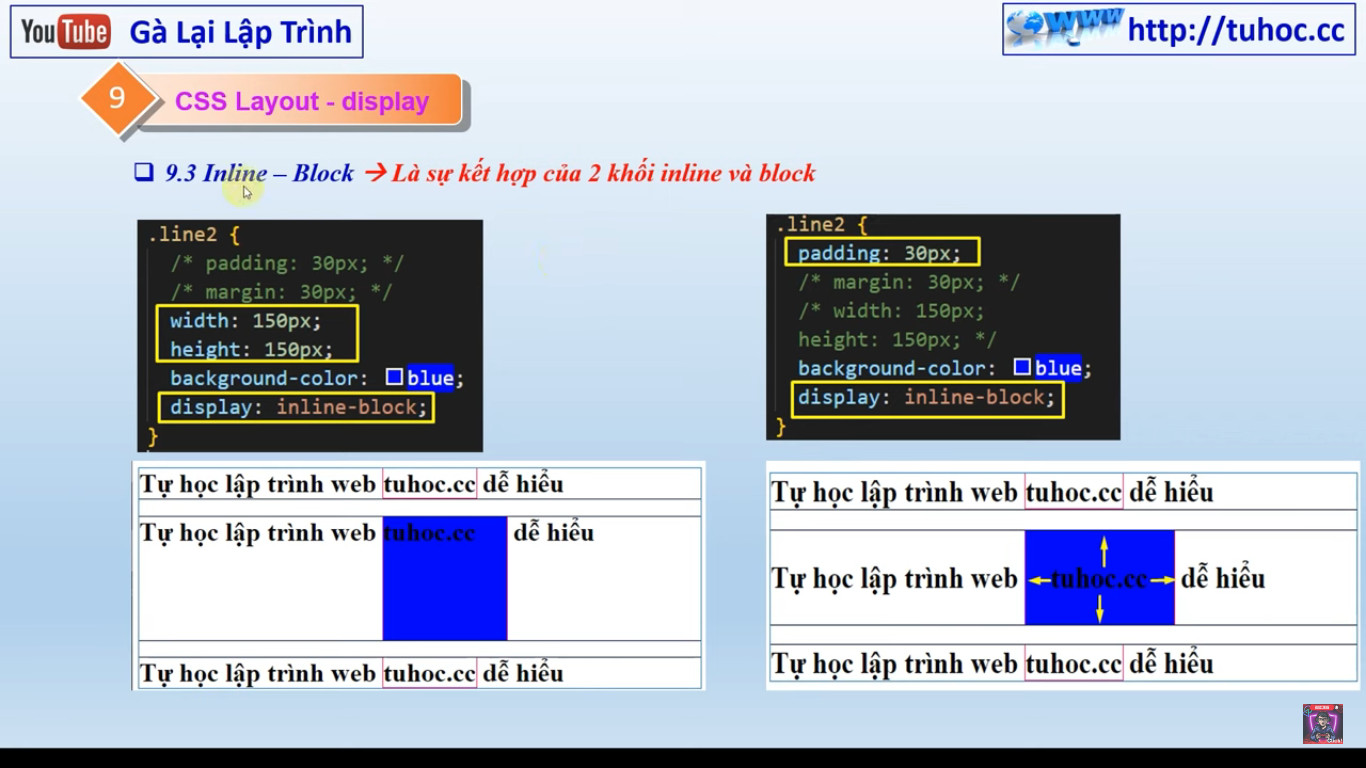 YouTube Gà Lại Lập Trình
www http://tuhoc.cc
9
CSS Layout - display
9.3 Inline – Block → Là sự kết hợp của 2 khối inline và block
.line2 {
/* padding: 30px; */
/* margin: 30px; */
width: 150px;
height: 150px;
background-color: blue;
display: inline-block;
}
Tự học lập trình web tuhoc.cc dễ hiểu
Tự học lập trình web tuhoc.cc dễ hiểu
Tự học lập trình web tuhoc.cc dễ hiểu
.line2 {
padding: 30px;
/* margin: 30px; */
/* width: 150px;
height: 150px; */
background-color: blue;
display: inline-block;
}
Tự học lập trình web tuhoc.cc dễ hiểu
Tự học lập trình web tuhoc.cc dễ hiểu
Tự học lập trình web tuhoc.cc dễ hiểu